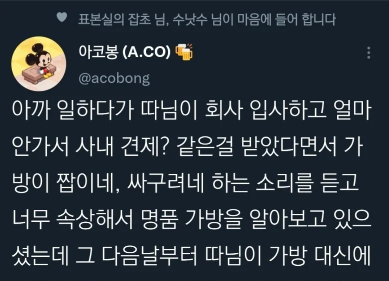 표본실의 잡초 님, 수낫수 님이 마음에 들어 합니다
아코봉 (A.CO)
@acobong
아까 일하다가 따님이 회사 입사하고 얼마
안가서 사내 견제? 같은걸 받았다면서 가
방이 짭이네, 싸구려네 하는 소리를 듣고
너무 속상해서 명품 가방을 알아보고 있으
셨는데 그 다음날부터 따님이 가방 대신에